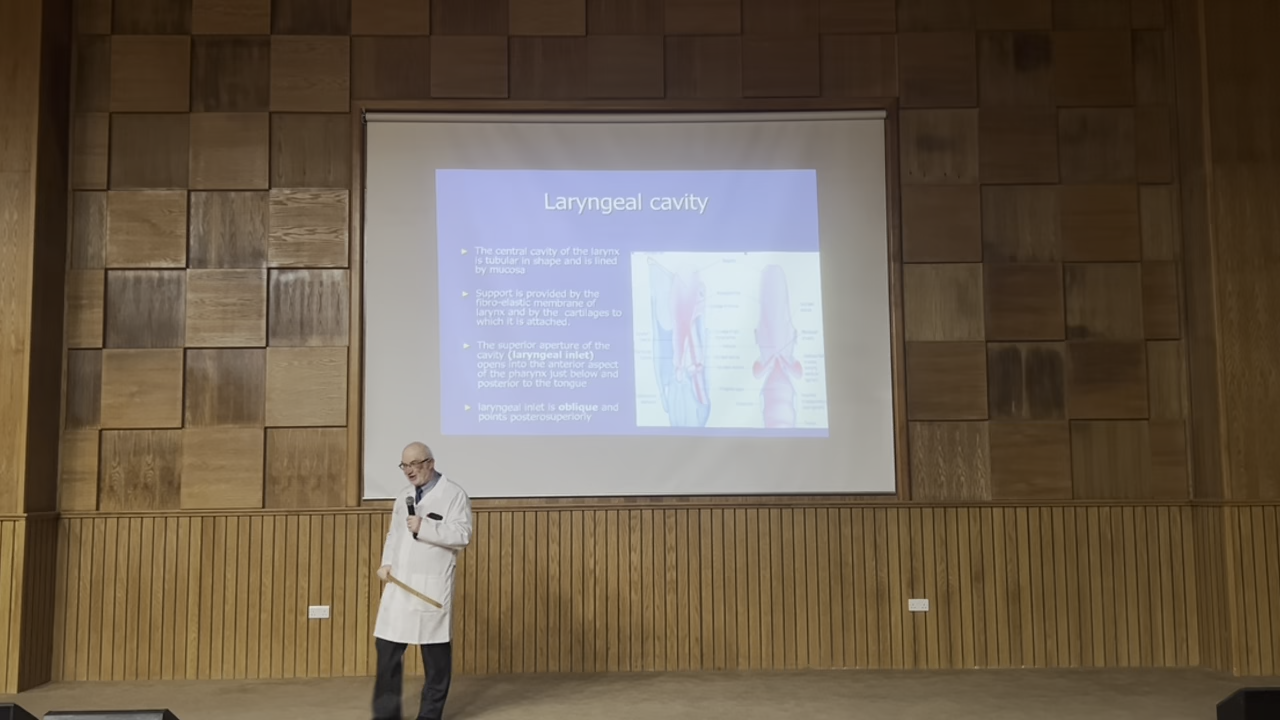 Laryngeal cavity
The central cavity of the larynx
is tubular in shape and is lined
by mucosa
Support is provided by the
fibro-elastic membrane of
larynx and by the cartilages to
which it is attached.
The superior aperture of the
cavity (laryngeal inlet)
opens into the anterior aspect
of the pharynx just below and
posterior to the tongue
laryngeal inlet is oblique and
points posterosuperiorly